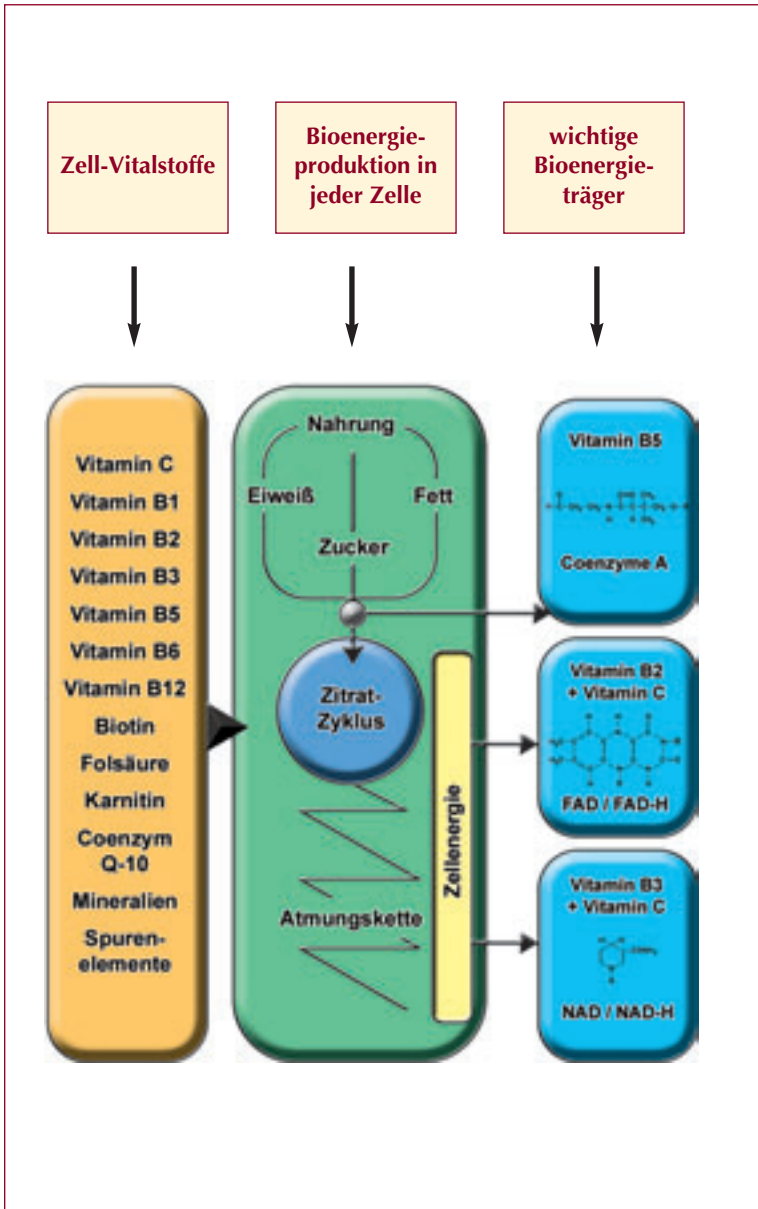 Zell-Vitalstoffe
Bioenergie-
produktion in
jeder Zelle
wichtige
Bioenergie-
träger
Vitamin C
Vitamin B1
Vitamin B2
Vitamin B3
Vitamin B5
Vitamin B6
Vitamin B12
Biotin
Folsäure
Karnitin
Coenzym
Q-10
Mineralien
Spuren-
elemente
Nahrung
Eiweiß
Fett
Zucker
Zitrat-
Zyklus
Atmungskette
Zellenergie
Vitamin B5
Coenzyme A
Vitamin B2
+ Vitamin C
FAD / FAD-H
Vitamin B3
+ Vitamin C
NAD / NAD-H